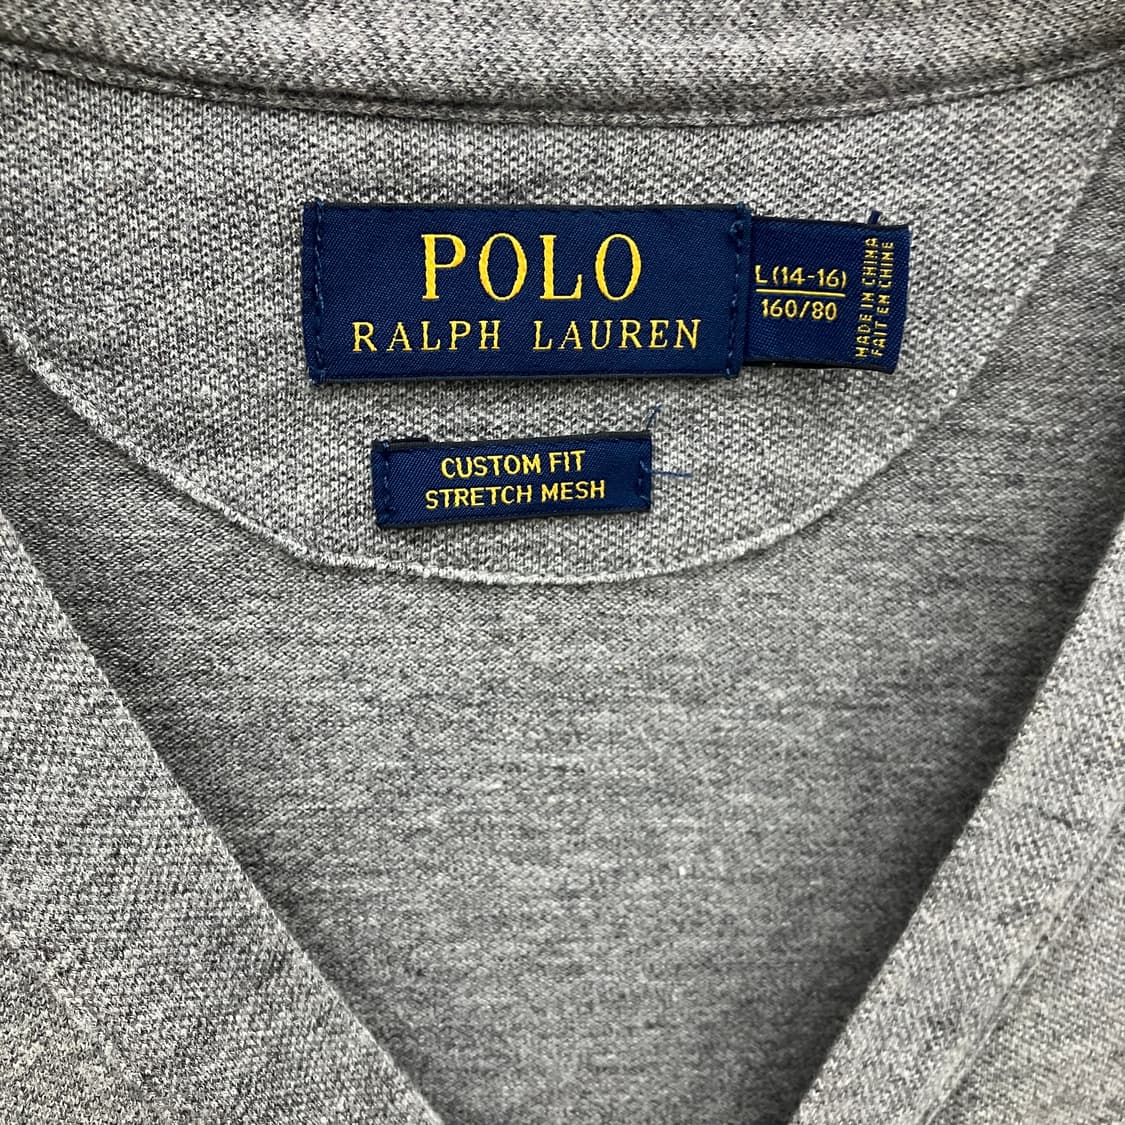 POLO
RALPH LAUREN
L (14-16)
160/80
MADE IN CHINA
FAIT EN CHINE
CUSTOM FIT
STRETCH MESH